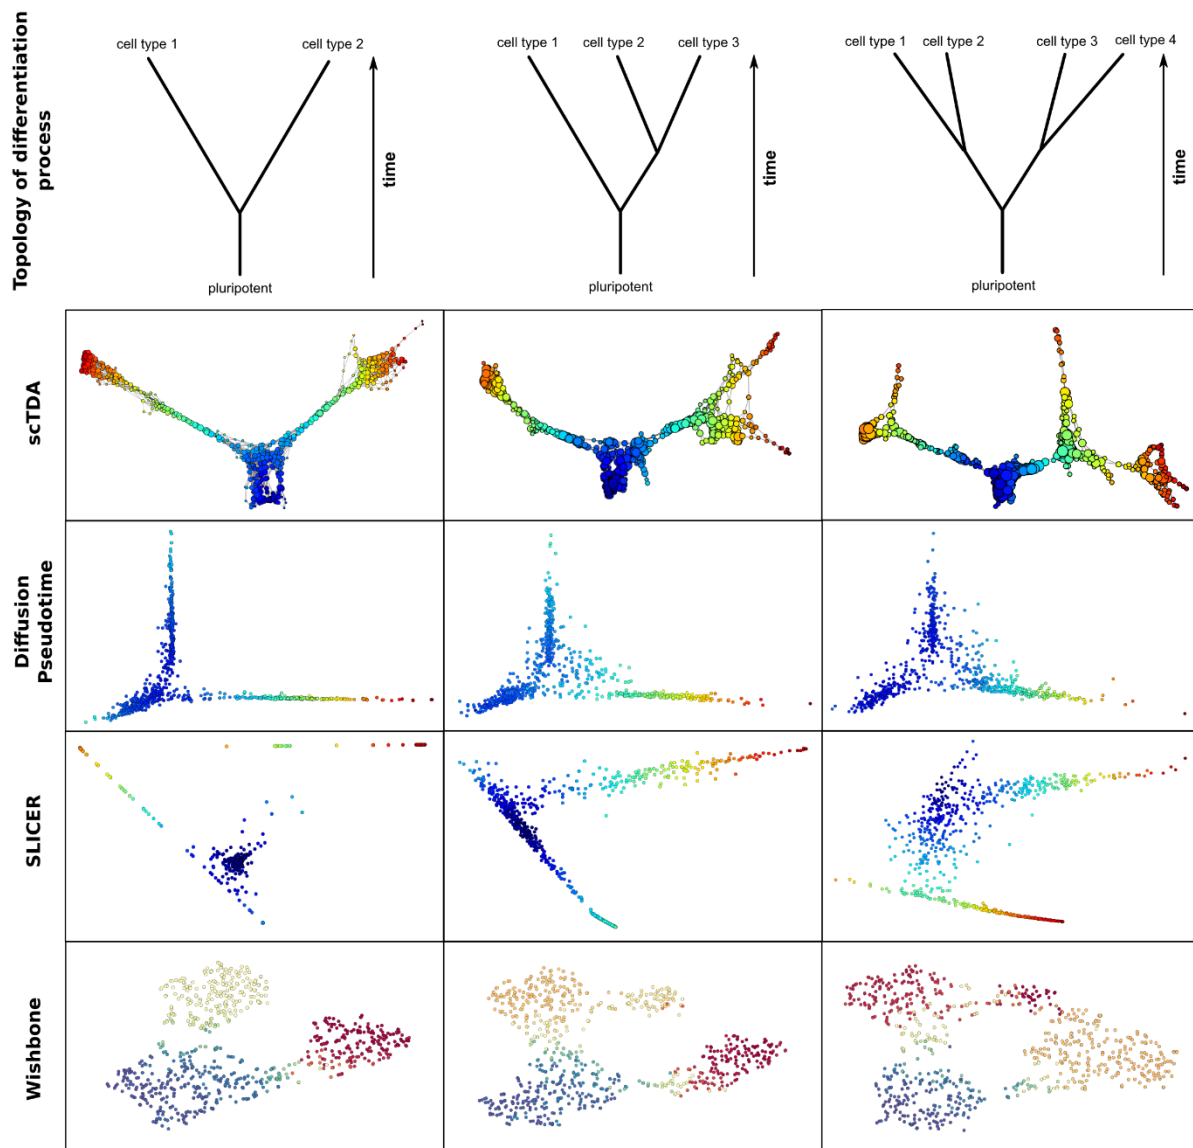 Topology of differentiation
process
cell type 1
cell type 2
time
pluripotent
cell type 1
cell type 2
cell type 3
time
pluripotent
cell type 1
cell type 2
cell type 3
cell type 4
time
pluripotent
scTDA
Diffusion
Pseudotime
SLICER
Wishbone